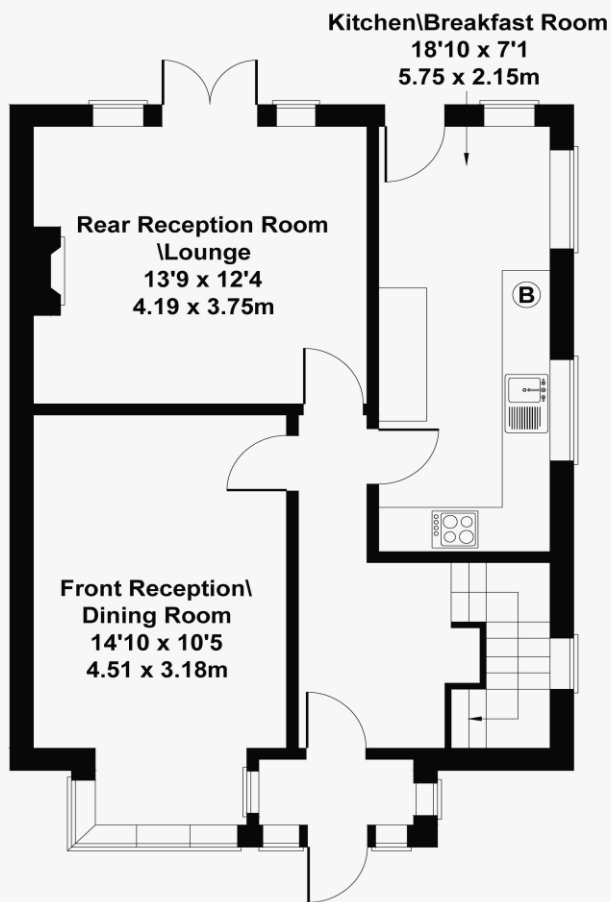 Kitchen\Breakfast Room
18'10 x 7'1
5.75 x 2.15m
Rear Reception Room
\Lounge
13'9 x 12'4
4.19 x 3.75m
B
Front Reception\
Dining Room
14'10 x 10'5
4.51 x 3.18m